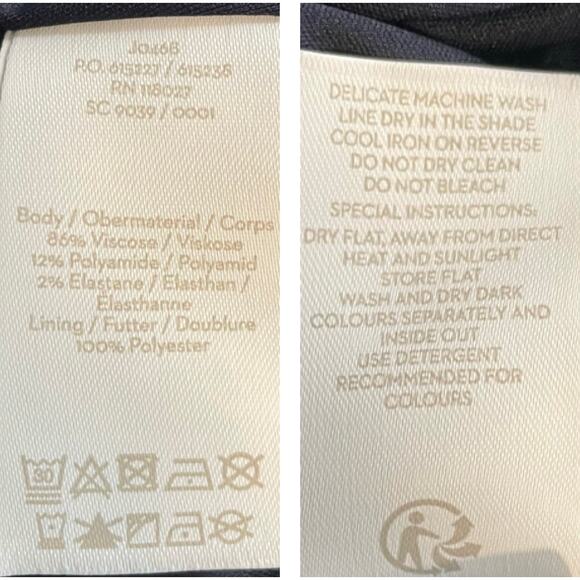 J0468
P.O. 615227 / 615238
RN 118027
SC 9039 / 0001
Body / Obermaterial / Corps
86% Viscose / Viskose
12% Polyamide / Polyamid
2% Elastane / Elasthan /
Elasthanne
Lining / Futter / Doublure
100% Polyester
30
DELICATE MACHINE WASH
LINE DRY IN THE SHADE
COOL IRON ON REVERSE
DO NOT DRY CLEAN
DO NOT BLEACH
SPECIAL INSTRUCTIONS:
DRY FLAT, AWAY FROM DIRECT
HEAT AND SUNLIGHT
STORE FLAT
WASH AND DRY DARK
COLOURS SEPARATELY AND
INSIDE OUT
USE DETERGENT
RECOMMENDED FOR
COLOURS